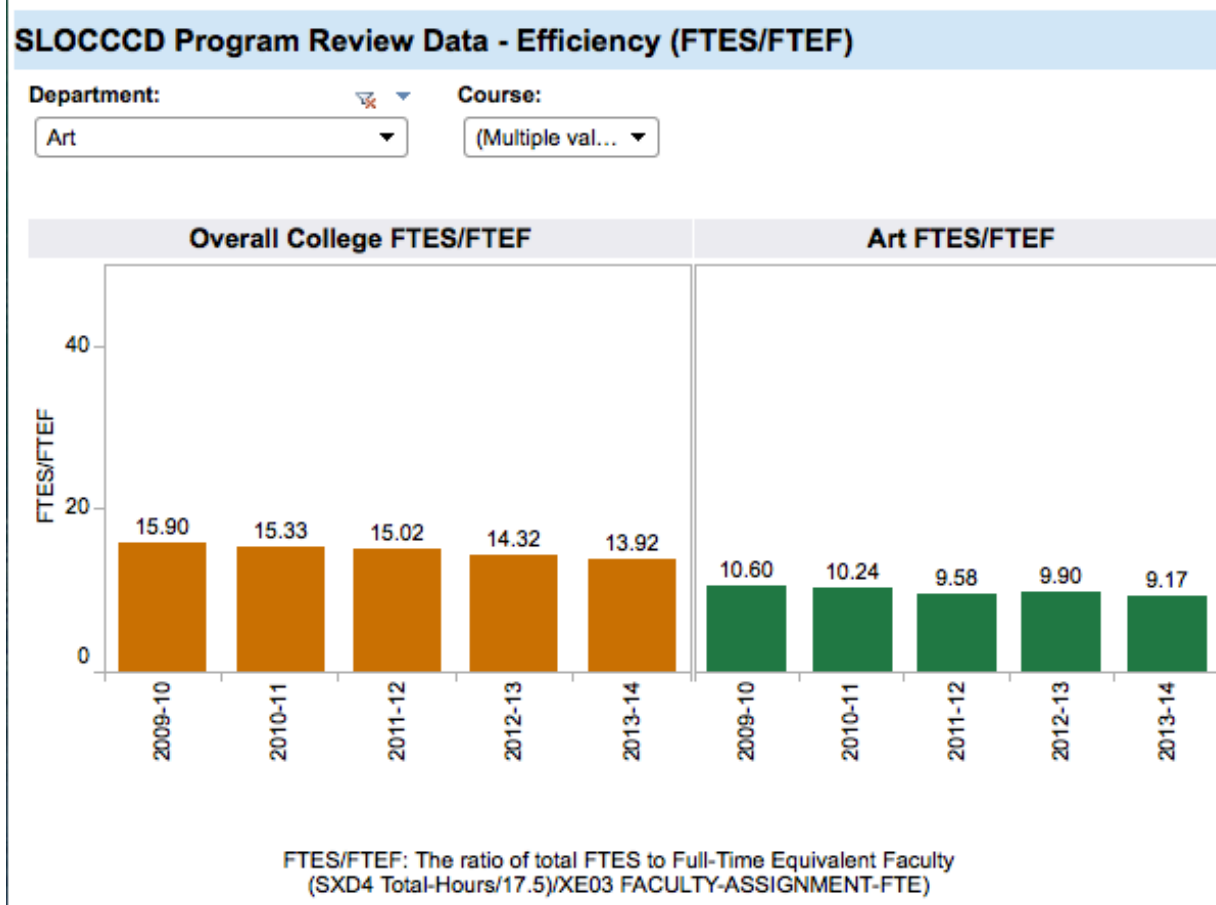 SLOCCCD Program Review Data - Efficiency (FTES/FTEF)
Department:
Course:
Art
(Multiple val...
Overall College FTES/FTEF
Art FTES/FTEF
FTES/FTEF
40
20
0
15.90
15.33
15.02
14.32
13.92
10.60
10.24
9.58
9.90
9.17
2009-10
2010-11
2011-12
2012-13
2013-14
2009-10
2010-11
2011-12
2012-13
2013-14
FTES/FTEF: The ratio of total FTES to Full-Time Equivalent Faculty
(SXD4 Total-Hours/17.5)/XE03 FACULTY-ASSIGNMENT-FTE)